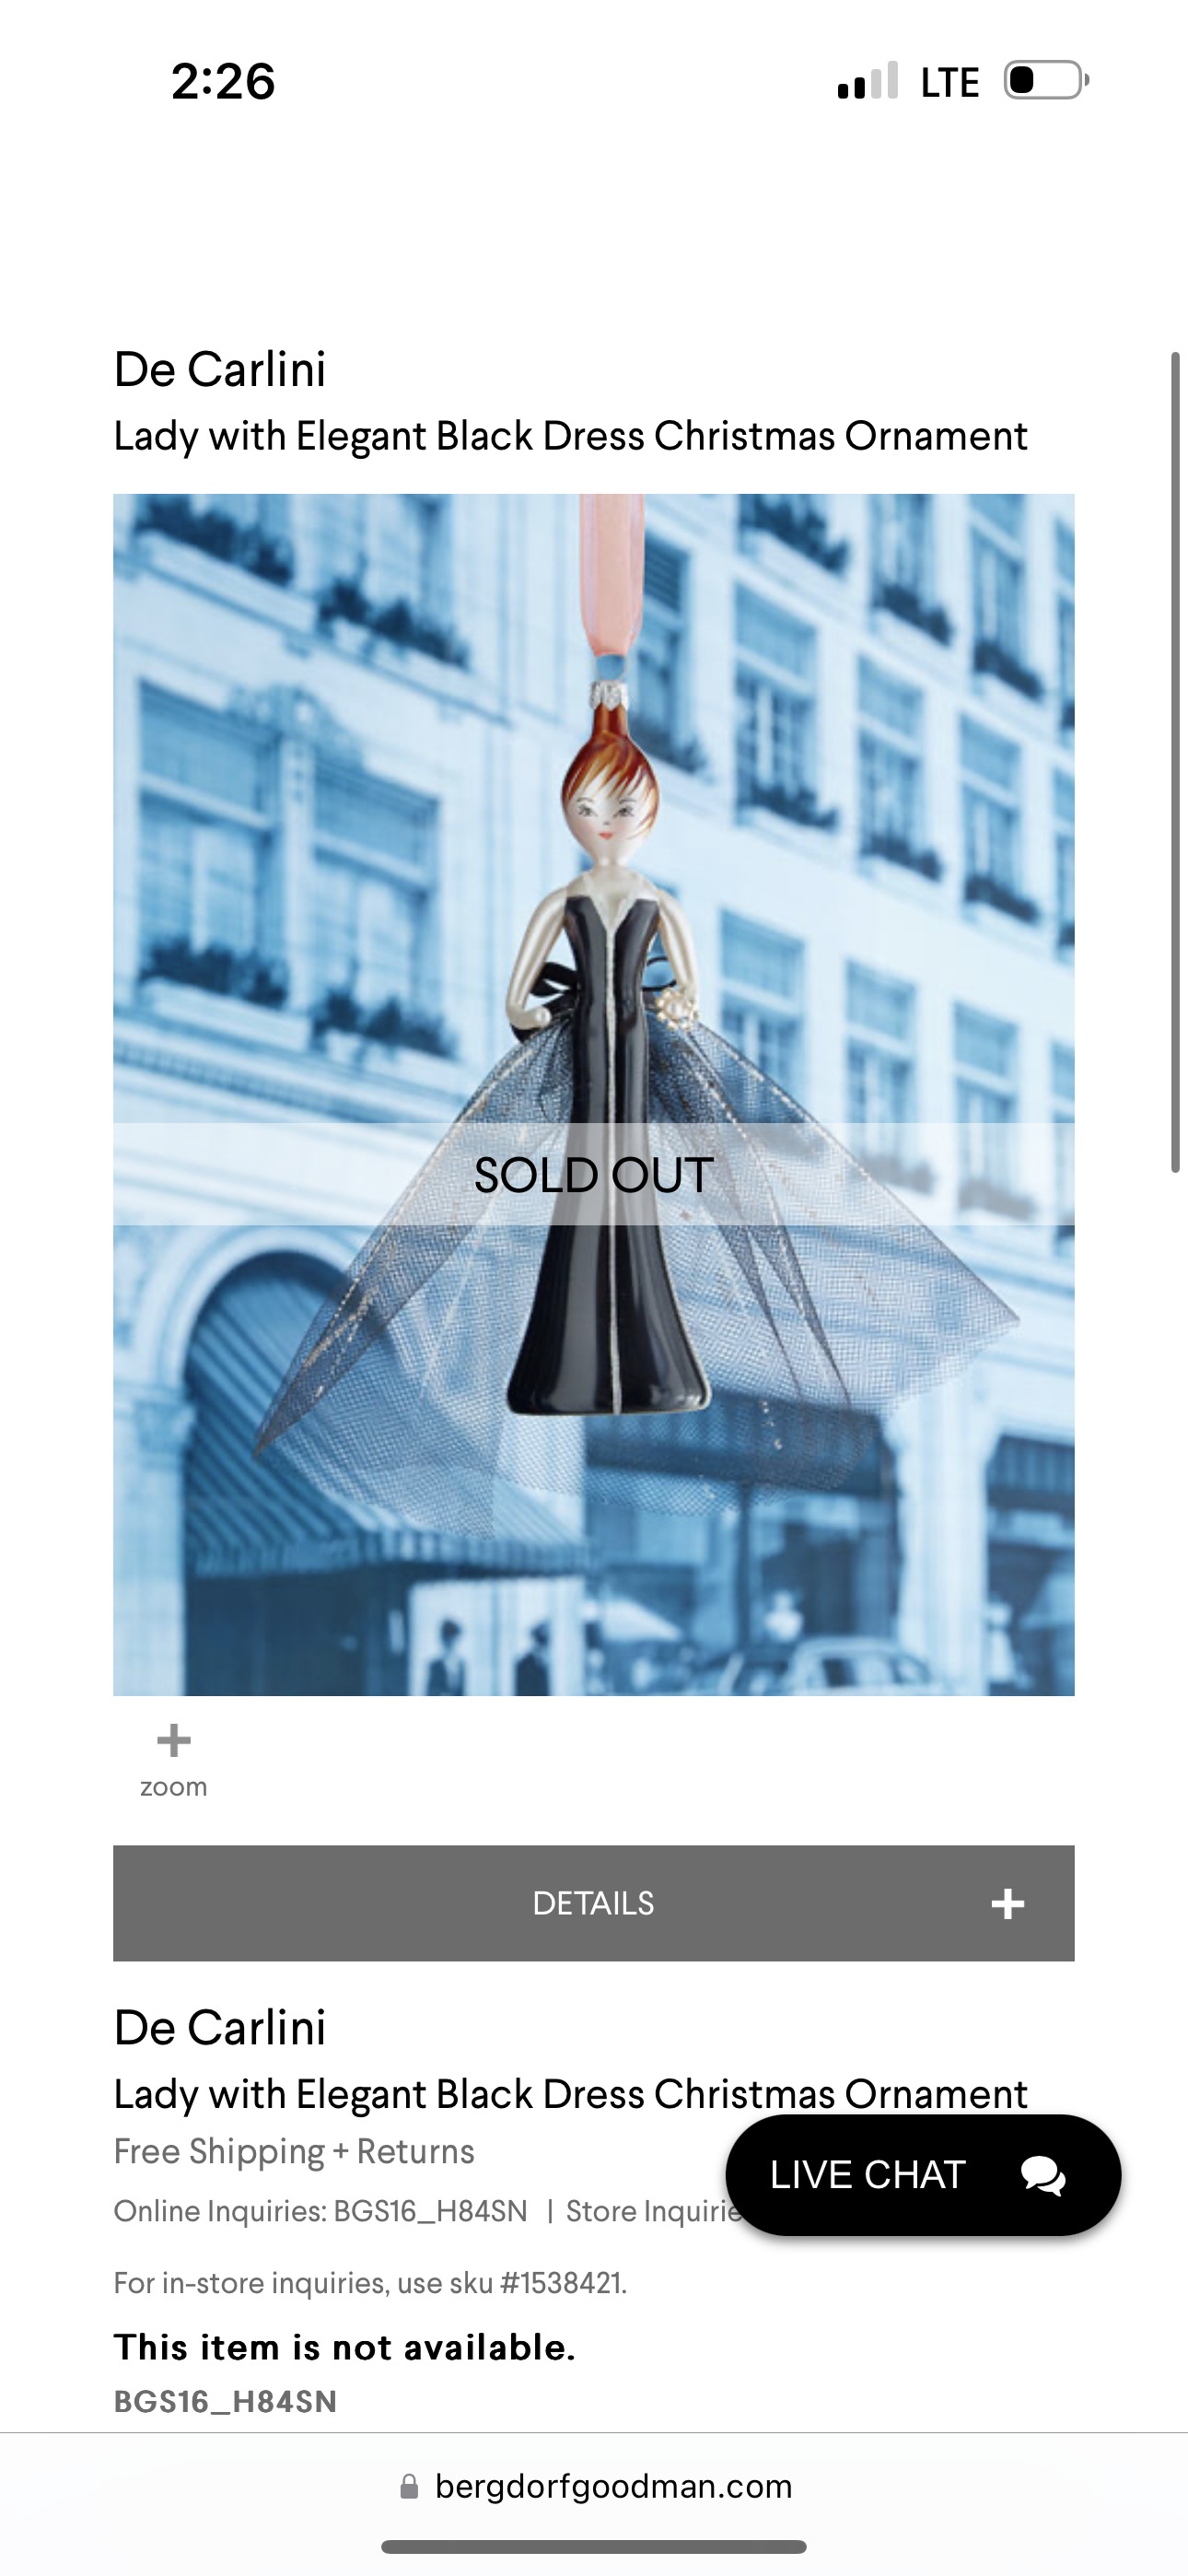 2:26
LTE
De Carlini
Lady with Elegant Black Dress Christmas Ornament
SOLD OUT
zoom
DETAILS
De Carlini
Lady with Elegant Black Dress Christmas Ornament
Free Shipping + Returns
LIVE CHAT
Online Inquiries: BGS16_H84SN | Store
For in-store inquiries, use sku #1538421.
This item is not available.
BGS16_H84SN
bergdorfgoodman.com